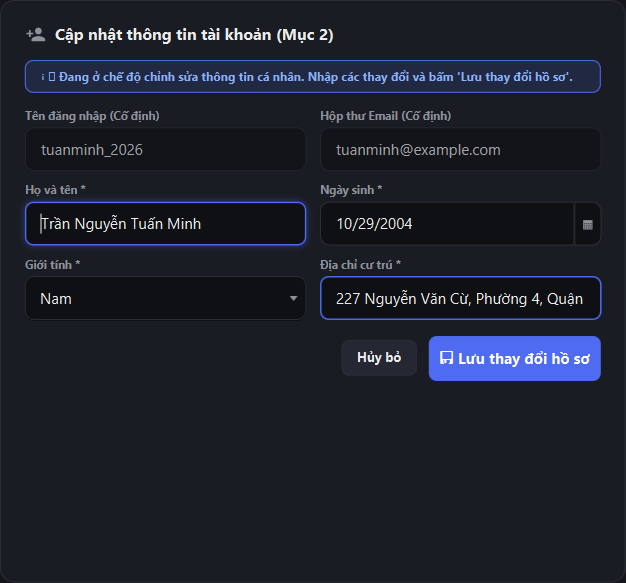 Cập nhật thông tin tài khoản (Mục 2)
Đang ở chế độ chỉnh sửa thông tin cá nhân. Nhập các thay đổi và bấm 'Lưu thay đổi hồ sơ'.
Tên đăng nhập (Cố định)
Hộp thư Email (Cố định)
tuanminh_2026
tuanminh@example.com
Họ và tên *
Ngày sinh *
Trần Nguyễn Tuấn Minh
10/29/2004
Giới tính *
Địa chỉ cư trú *
Nam
227 Nguyễn Văn Cừ, Phường 4, Quận
Hủy bỏ
Lưu thay đổi hồ sơ